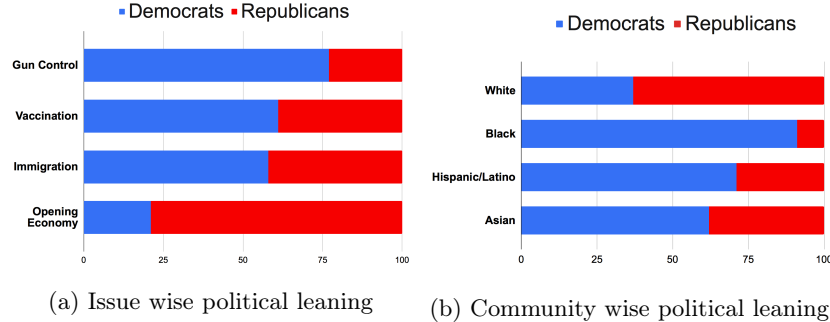 Democrats Republicans
Gun Control
Vaccination
Immigration
Opening
Economy
0 25 50 75 100
(a) Issue wise political leaning
Democrats Republicans
White
Black
Hispanic/Latino
Asian
0 25 50 75 100
(b) Community wise political leaning